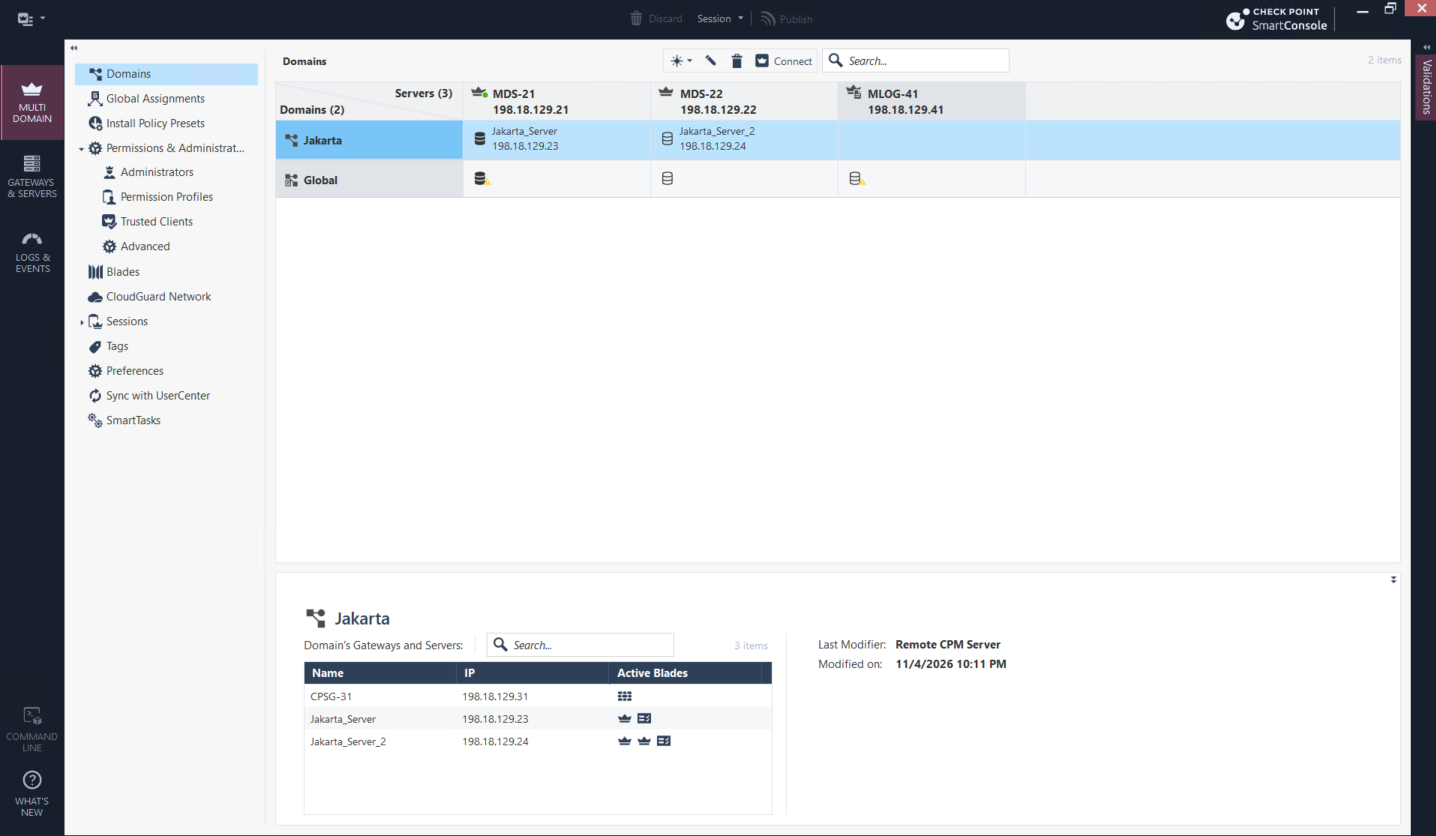 Discard
Session
Publish
CHECK POINT
SmartConsole
MULTI
DOMAIN
GATEWAYS
& SERVERS
LOGS &
EVENTS
COMMAND
LINE
?
WHAT'S
NEW
Domains
Global Assignments
Install Policy Presets
Permissions & Administrat...
Administrators
Permission Profiles
Trusted Clients
Advanced
Blades
CloudGuard Network
Sessions
Tags
Preferences
Sync with UserCenter
SmartTasks
Domains
Connect
Search...
2 items
Servers (3)
Domains (2)
MDS-21
198.18.129.21
MDS-22
198.18.129.22
MLOG-41
198.18.129.41
Jakarta
Jakarta_Server
198.18.129.23
Jakarta_Server_2
198.18.129.24
Global
Jakarta
Domain's Gateways and Servers:
Search...
3 items
Name IP Active Blades
CPSG-31 198.18.129.31
Jakarta_Server 198.18.129.23
Jakarta_Server_2 198.18.129.24
Last Modifier: Remote CPM Server
Modified on: 11/4/2026 10:11 PM
Validations